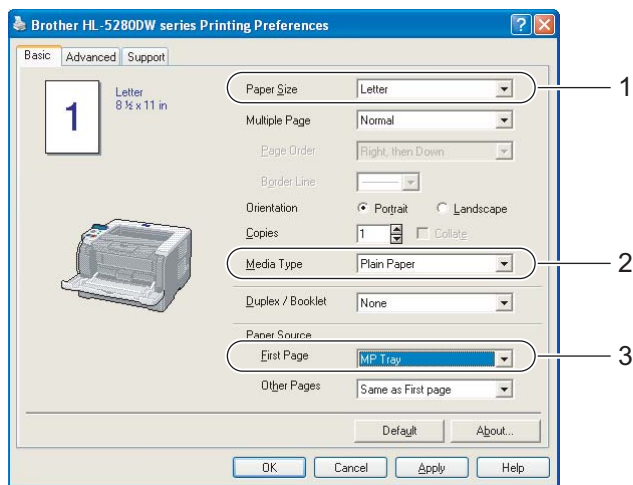 Brother HL-5280DW series Printing Preferences
Basic Advanced Support
1
Letter
8 ½ x 11 in
Paper Size Letter 1
Multiple Page Normal
Page Order Right, then Down
Border Line
Orientation Portrait Landscape
Copies 1 Collate
Media Type Plain Paper 2
Duplex / Booklet None
Paper Source
First Page MP Tray 3
Other Pages Same as First page
Default About...
OK Cancel Apply Help